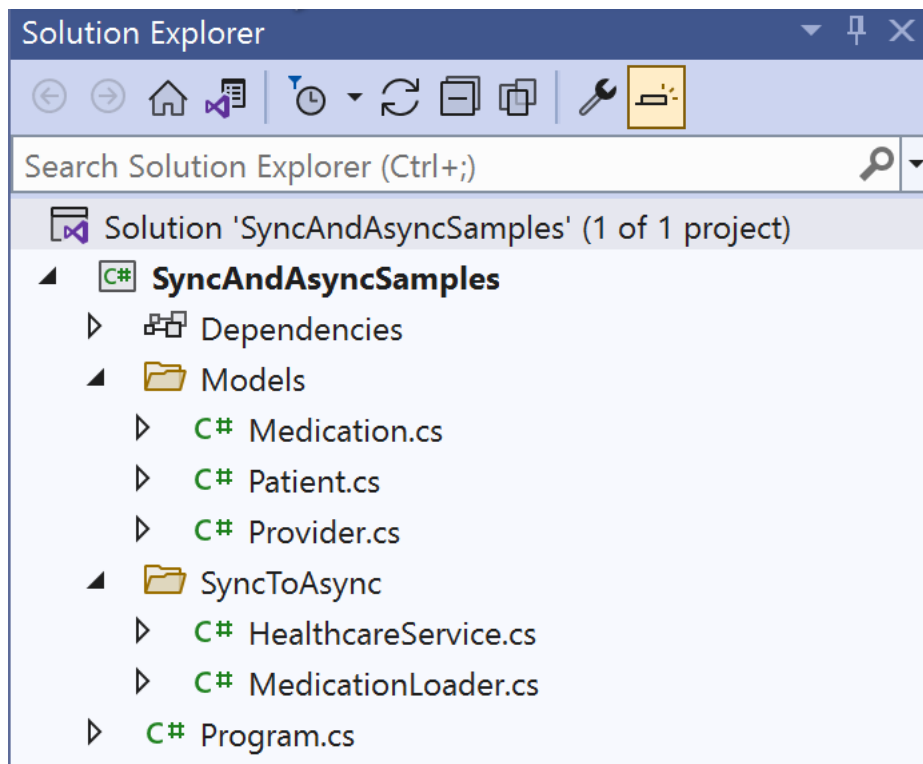 Solution Explorer
Search Solution Explorer (Ctrl+;)
Solution 'SyncAndAsyncSamples' (1 of 1 project)
C# SyncAndAsyncSamples
Dependencies
Models
C# Medication.cs
C# Patient.cs
C# Provider.cs
SyncToAsync
C# HealthcareService.cs
C# MedicationLoader.cs
C# Program.cs